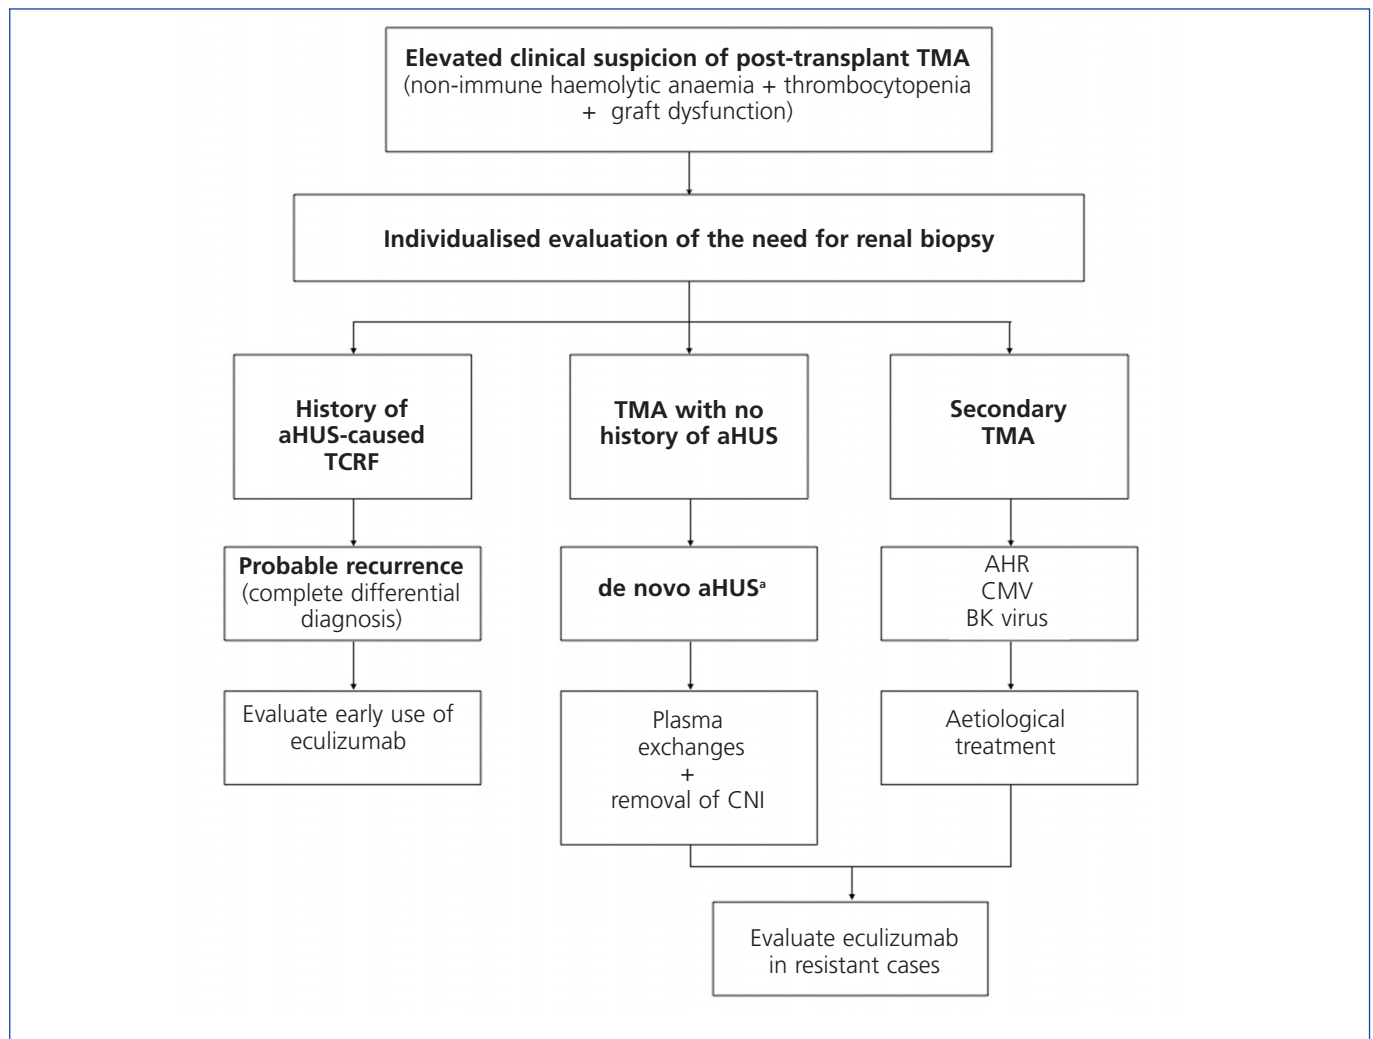 Elevated clinical suspicion of post-transplant TMA
(non-immune haemolytic anaemia + thrombocytopenia
+ graft dysfunction)
Individualised evaluation of the need for renal biopsy
History of
aHUS-caused
TCRF
TMA with no
history of aHUS
Secondary
TMA
Probable recurrence
(complete differential
diagnosis)
de novo aHUSᵃ
AHR
CMV
BK virus
Evaluate early use of
eculizumab
Plasma
exchanges
+
removal of CNI
Aetiological
treatment
Evaluate eculizumab
in resistant cases